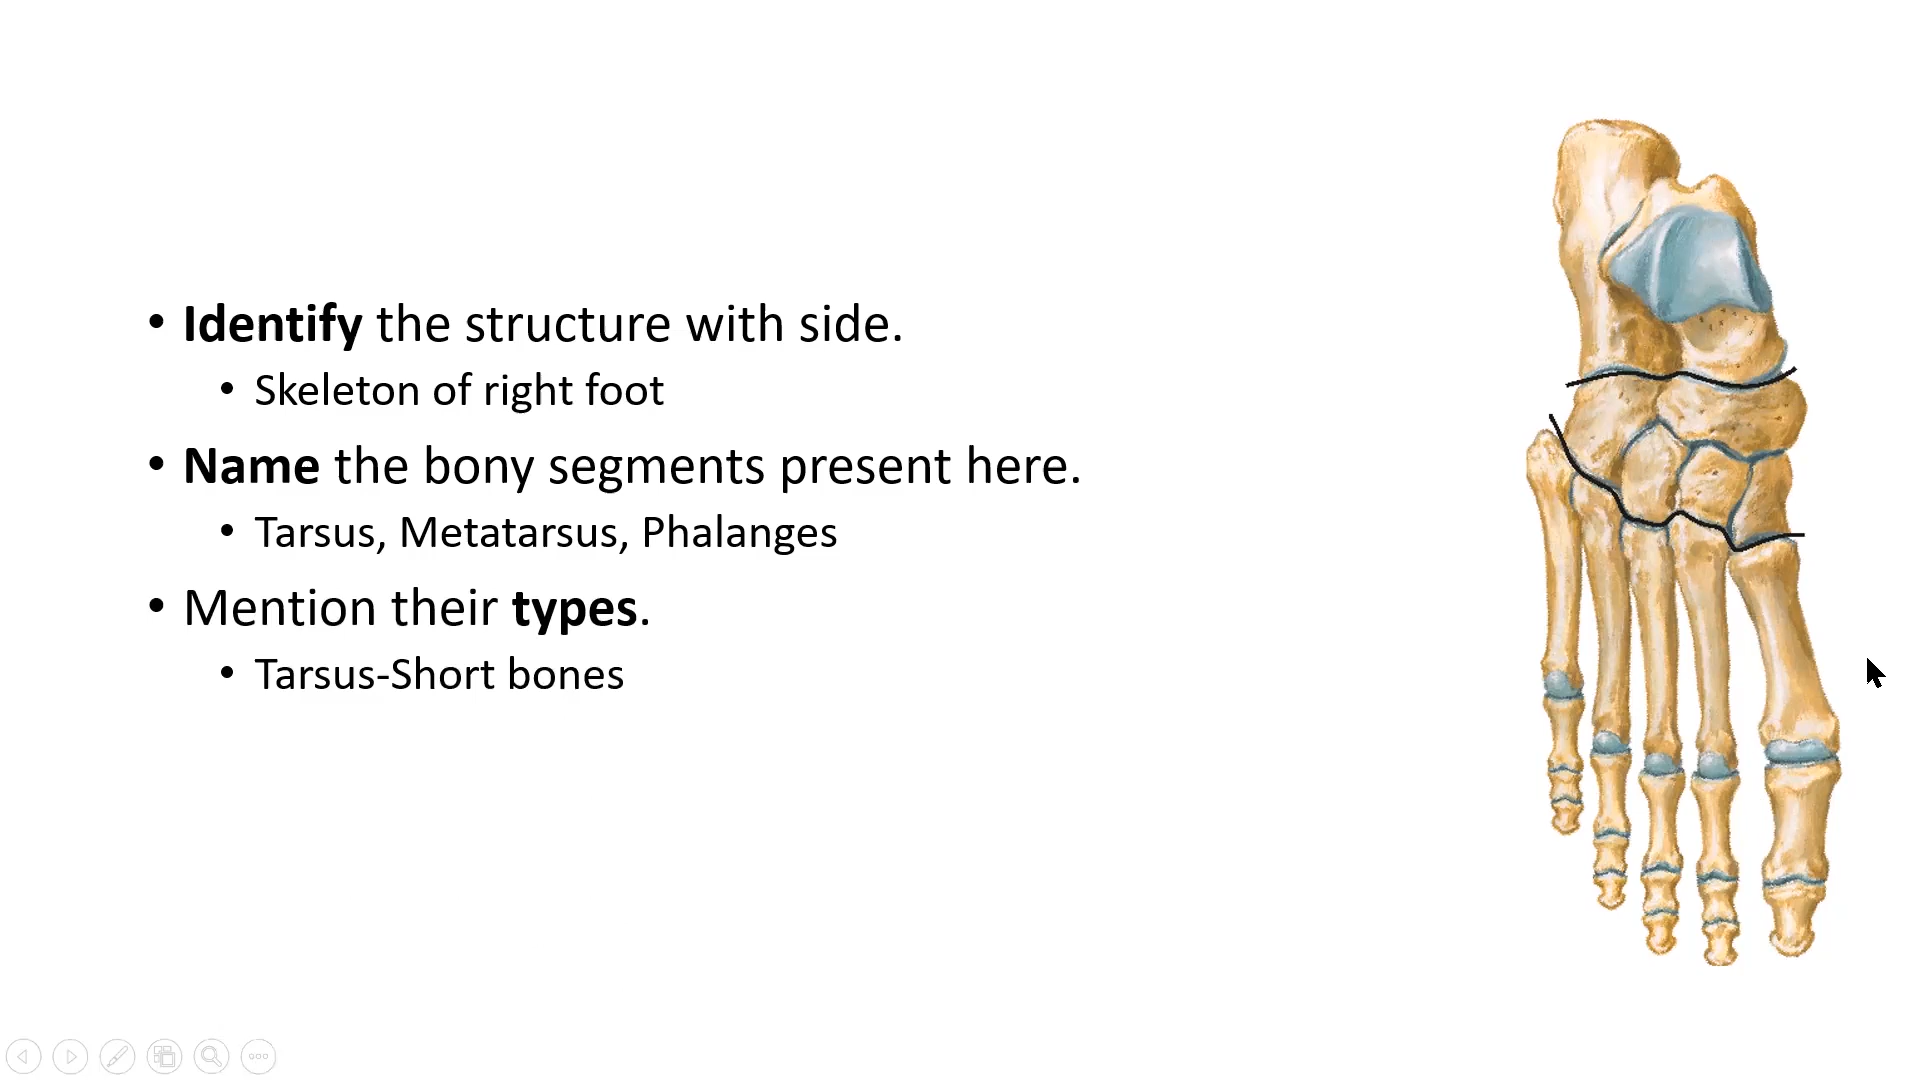 • Identify the structure with side.
• Skeleton of right foot
• Name the bony segments present here.
• Tarsus, Metatarsus, Phalanges
• Mention their types.
• Tarsus-Short bones